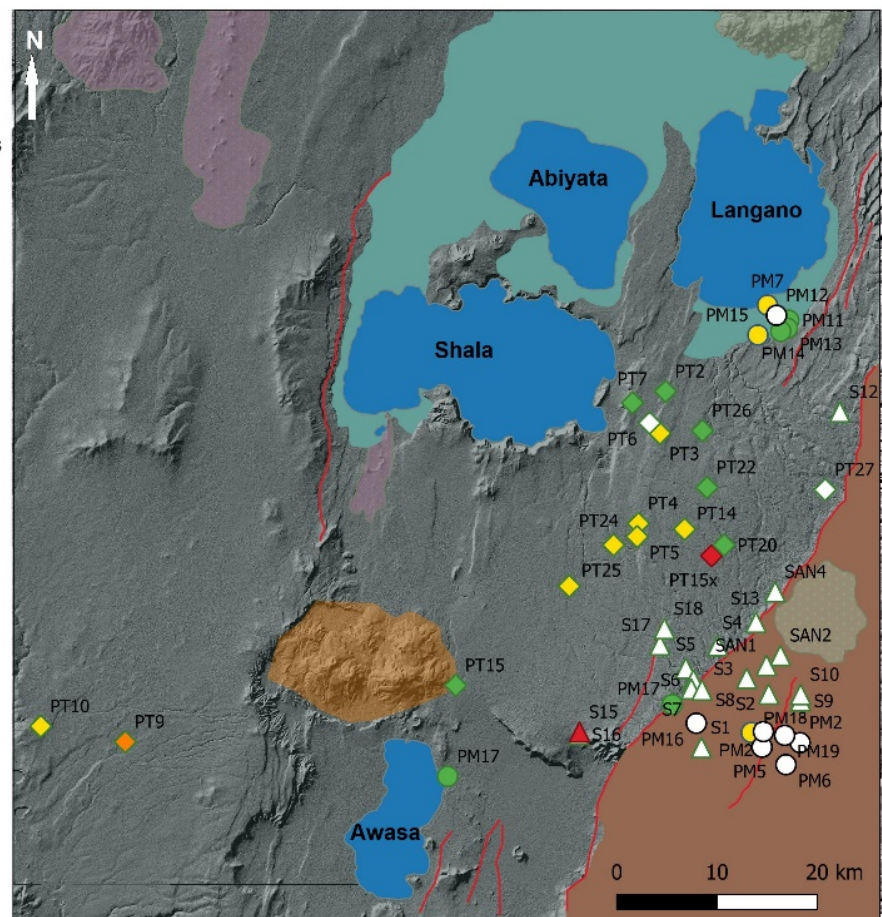 N
Abiyata
Langano
PM7
PM12
PM15
PM11
PM14
PM13
Shala
PT7
PT2
S12
PT26
PT6
PT3
PT22
PT27
PT4
PT24
PT14
PT5
PT20
PT25
PT15x
SAN4
S13
S18
S4
S17
SAN1
SAN2
S5
PT15
S6
S3
S10
PM17
S8
S2
S9
PT10
S7
S15
PM18
PM2
PT9
S16
S1
PM16
PM2
PM19
PM17
PM5
PM6
Awasa
0 10 20 km